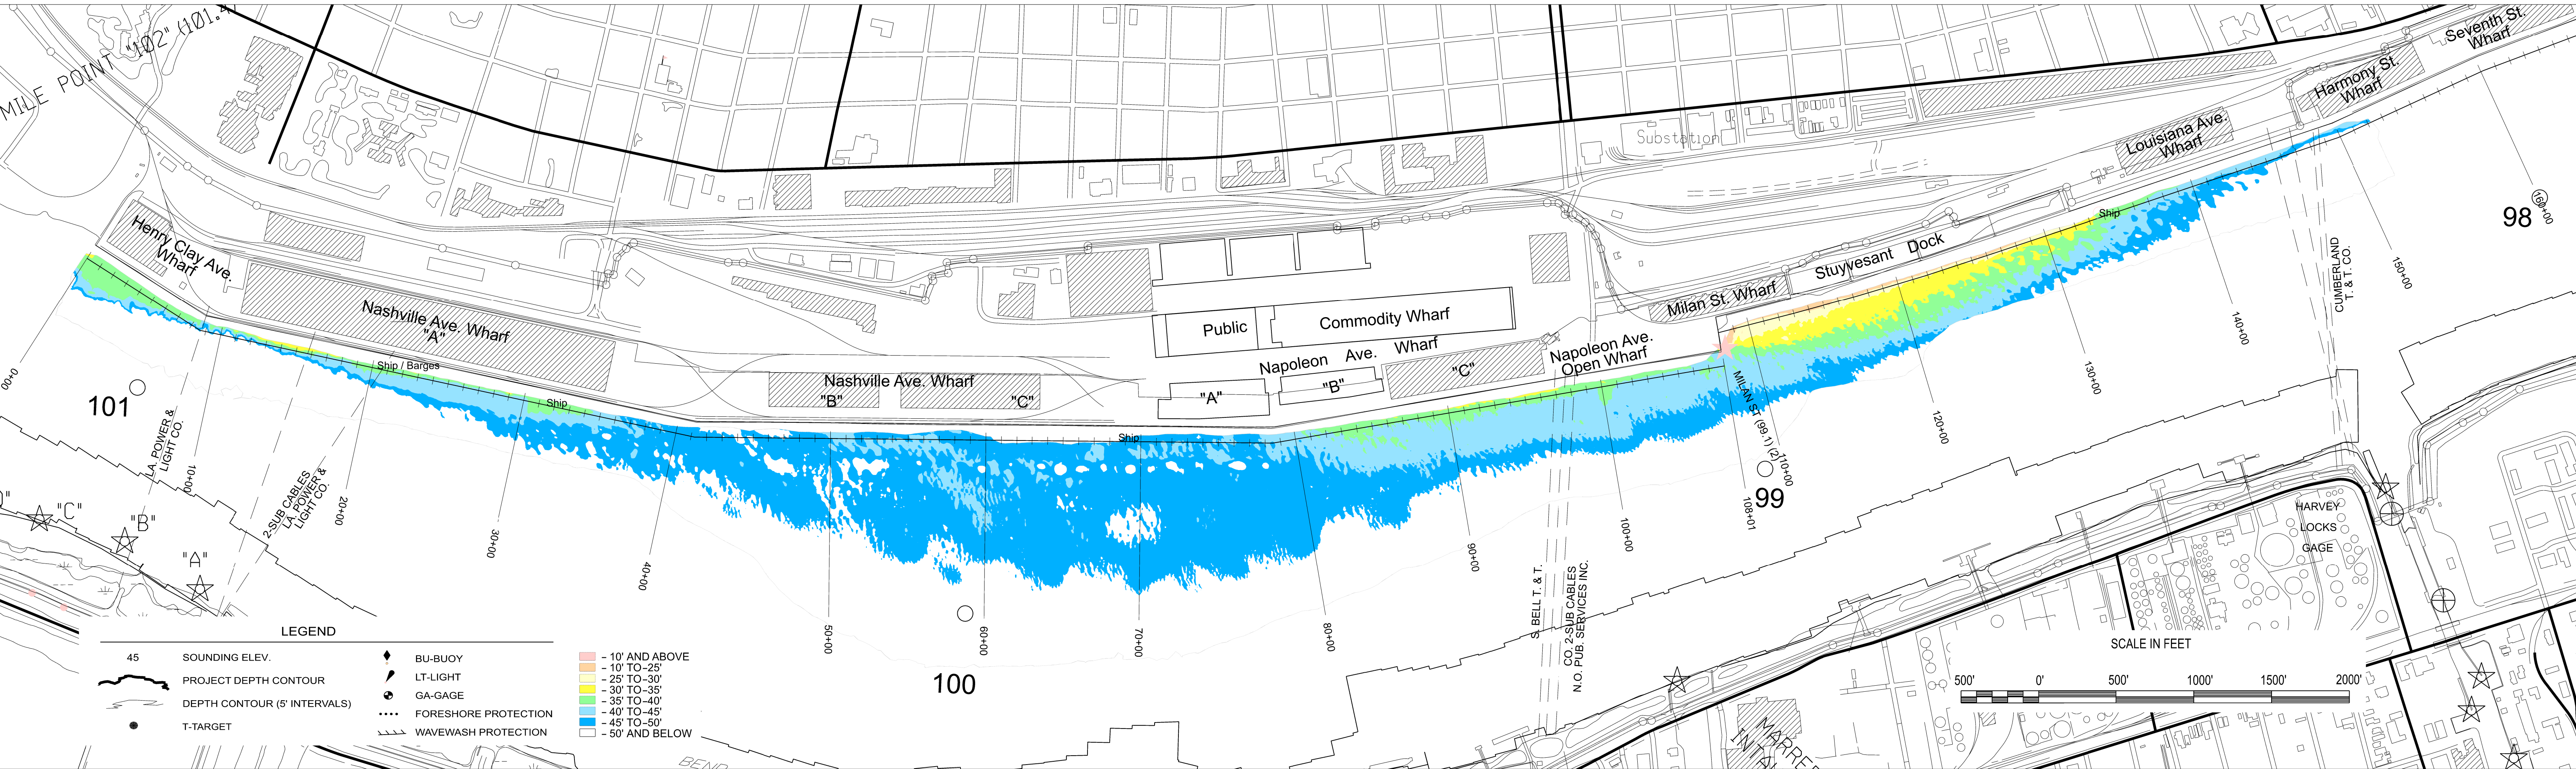 MILE POINT "102" (101.4
Seventh St.
Wharf
Harmony St.
Wharf
Louisiana Ave.
Wharf
Substation
Henry Clay Ave.
Wharf
Nashville Ave. Wharf
"A"
Nashville Ave. Wharf
"B"
"C"
Public
Commodity Wharf
Napoleon Ave. Wharf
"A"
"B"
"C"
Napoleon Ave.
Open Wharf
Milan St. Wharf
Stuyvesant Dock
Ship / Barges
Ship
Ship
Ship
101
100
99
98
0+00
10+00
20+00
30+00
40+00
50+00
60+00
70+00
80+00
90+00
100+00
108+01
110+00
120+00
130+00
140+00
150+00
160+00
MILAN ST (99.1) (2)
LA. POWER &
LIGHT CO.
2-SUB CABLES
LA. POWER &
LIGHT CO.
S. BELL T. & T.
CO. 2-SUB CABLES
N.O. PUB. SERVICES INC.
CUMBERLAND
T. & T. CO.
HARVEY
LOCKS
GAGE
"C"
"B"
"A"
LEGEND
45 SOUNDING ELEV.
PROJECT DEPTH CONTOUR
DEPTH CONTOUR (5' INTERVALS)
T-TARGET
BU-BUOY
LT-LIGHT
GA-GAGE
FORESHORE PROTECTION
WAVEWASH PROTECTION
- 10' AND ABOVE
- 10' TO-25'
- 25' TO-30'
- 30' TO-35'
- 35' TO-40'
- 40' TO-45'
- 45' TO-50'
- 50' AND BELOW
SCALE IN FEET
500' 0' 500' 1000' 1500' 2000'
BEND